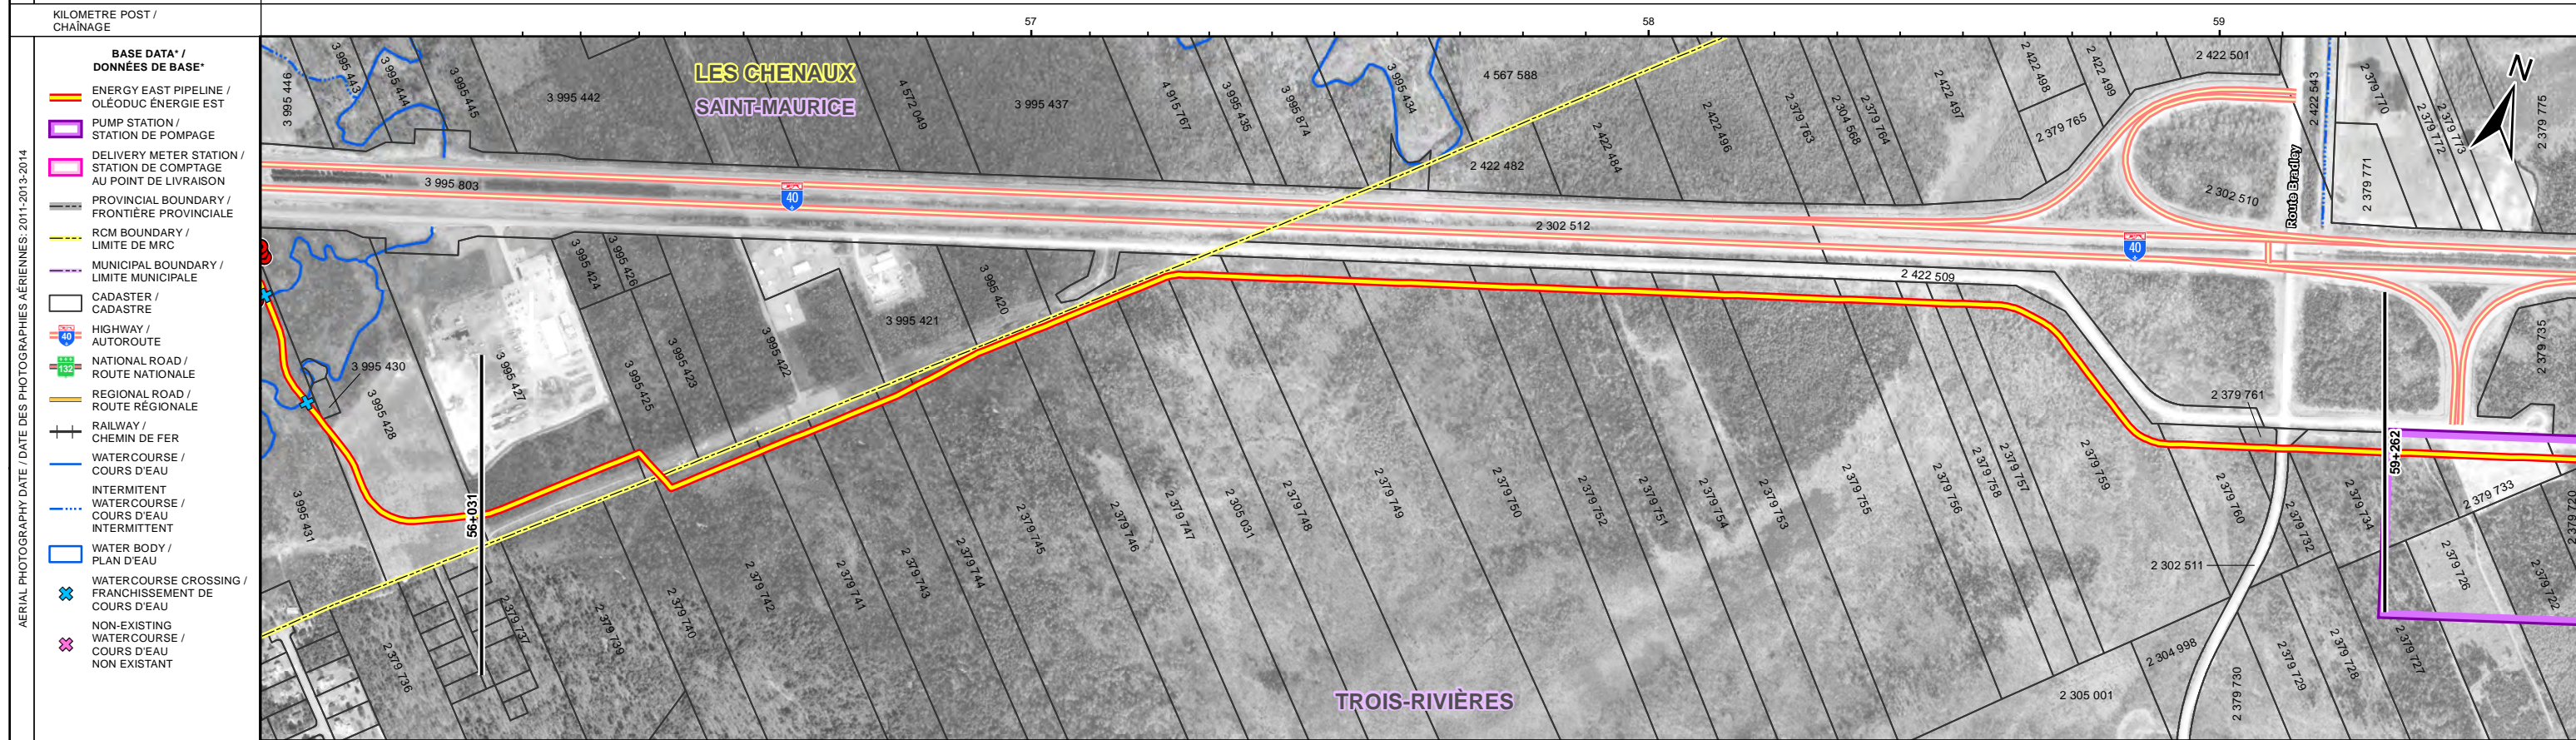 KILOMETRE POST /
CHAÎNAGE
57
58
59
AERIAL PHOTOGRAPHY DATE / DATE DES PHOTOGRAPHIES AÉRIENNES: 2011-2013-2014
BASE DATA* /
DONNÉES DE BASE*
ENERGY EAST PIPELINE /
OLÉODUC ÉNERGIE EST
PUMP STATION /
STATION DE POMPAGE
DELIVERY METER STATION /
STATION DE COMPTAGE
AU POINT DE LIVRAISON
PROVINCIAL BOUNDARY /
FRONTIÈRE PROVINCIALE
RCM BOUNDARY /
LIMITE DE MRC
MUNICIPAL BOUNDARY /
LIMITE MUNICIPALE
CADASTER /
CADASTRE
HIGHWAY /
AUTOROUTE
40
NATIONAL ROAD /
ROUTE NATIONALE
132
REGIONAL ROAD /
ROUTE RÉGIONALE
RAILWAY /
CHEMIN DE FER
WATERCOURSE /
COURS D'EAU
INTERMITENT
WATERCOURSE /
COURS D'EAU
INTERMITTENT
WATER BODY /
PLAN D'EAU
WATERCOURSE CROSSING /
FRANCHISSEMENT DE
COURS D'EAU
NON-EXISTING
WATERCOURSE /
COURS D'EAU
NON EXISTANT
3 995 446
3 995 443
3 995 444
3 995 445
3 995 442
LES CHENAUX
SAINT-MAURICE
4 572 049
3 995 437
4 915 767
3 995 435
3 995 874
3 995 434
4 567 588
2 422 482
2 422 484
2 422 496
2 379 763
2 304 568
2 379 764
2 422 497
2 422 498
2 422 499
2 379 765
2 422 501
2 302 510
Route Bradley
2 422 543
2 379 770
2 379 771
2 379 772
2 379 773
2 379 775
N
3 995 803
40
2 302 512
40
2 422 509
3 995 424
3 995 426
3 995 420
3 995 421
3 995 422
3 995 423
3 995 425
3 995 427
3 995 430
3 995 428
3 995 431
56+031
2 379 736
2 379 737
2 379 739
2 379 740
2 379 742
2 379 741
2 379 743
2 379 744
2 379 745
2 379 746
2 379 747
2 305 031
2 379 748
2 379 749
2 379 750
2 379 752
2 379 751
2 379 754
2 379 753
2 379 755
2 379 756
2 379 758
2 379 757
2 379 759
2 379 761
2 379 760
2 379 732
2 379 734
59+262
2 379 735
2 379 733
2 379 720
2 379 726
2 379 722
2 302 511
2 304 998
2 305 001
2 379 730
2 379 729
2 379 728
2 379 727
TROIS-RIVIÈRES